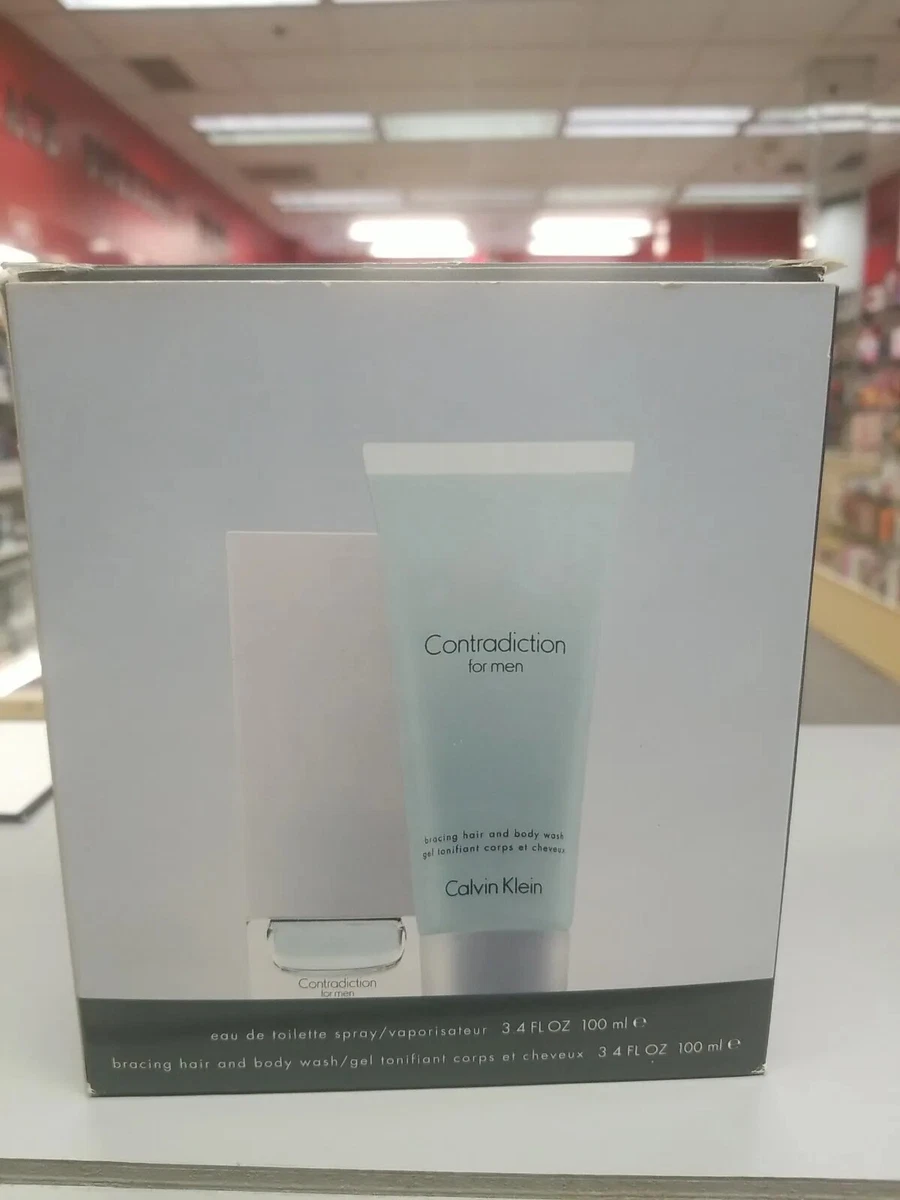 Contradiction
for men
bracing hair and body wash
gel tonifiant corps et cheveux
Calvin Klein
Contradiction
for men
eau de toilette spray/vaporisateur 3 4 FL OZ 100 ml ℮
bracing hair and body wash/gel tonifiant corps et cheveux 3 4 FL OZ 100 ml ℮